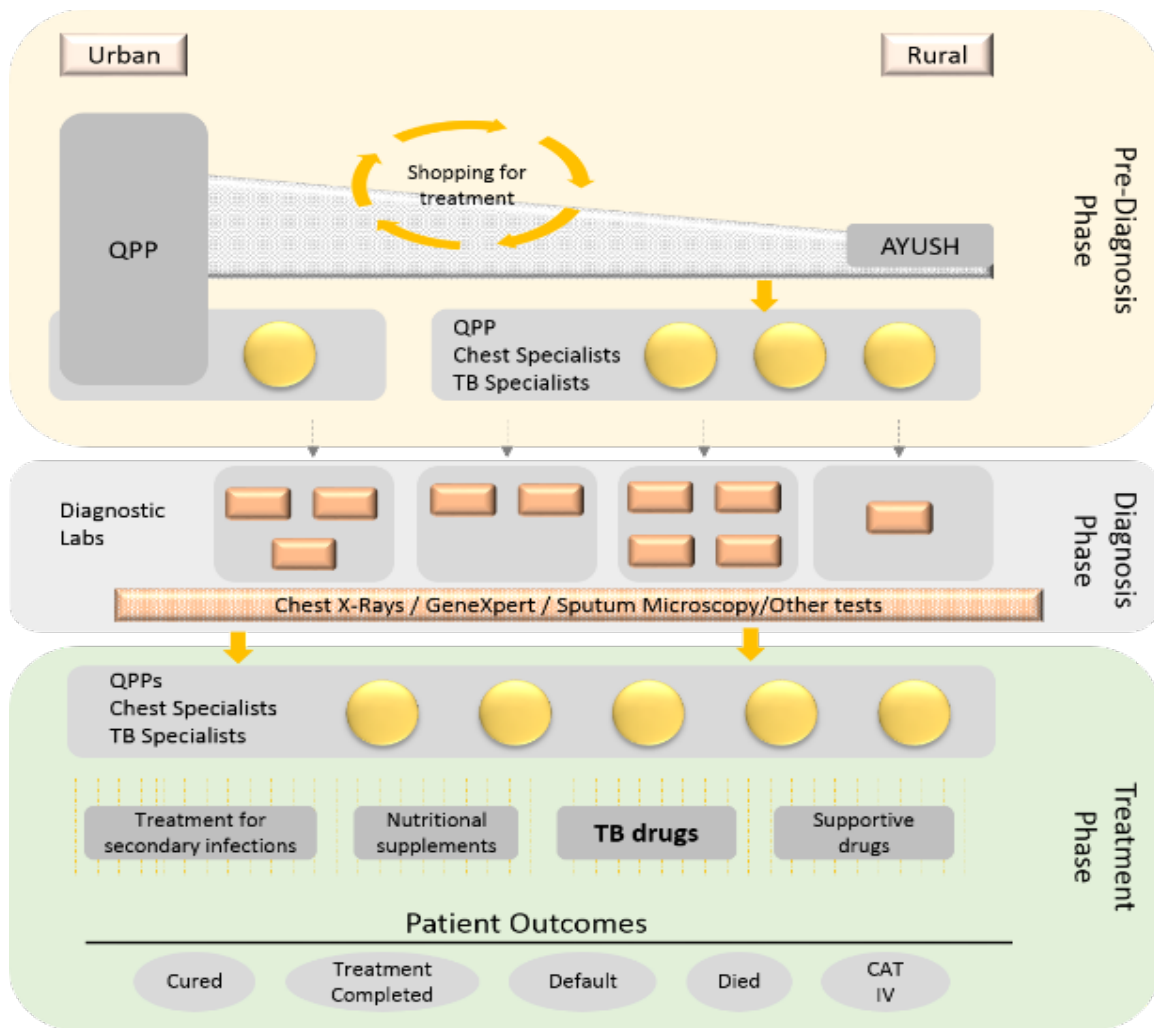 Urban
Rural
Pre-Diagnosis
Phase
Shopping for
treatment
QPP
AYUSH
QPP
Chest Specialists
TB Specialists
Diagnostic
Labs
Diagnosis
Phase
Chest X-Rays / GeneXpert / Sputum Microscopy/Other tests
QPPs
Chest Specialists
TB Specialists
Treatment
Phase
Treatment for
secondary infections
Nutritional
supplements
TB drugs
Supportive
drugs
Patient Outcomes
Cured
Treatment
Completed
Default
Died
CAT
IV